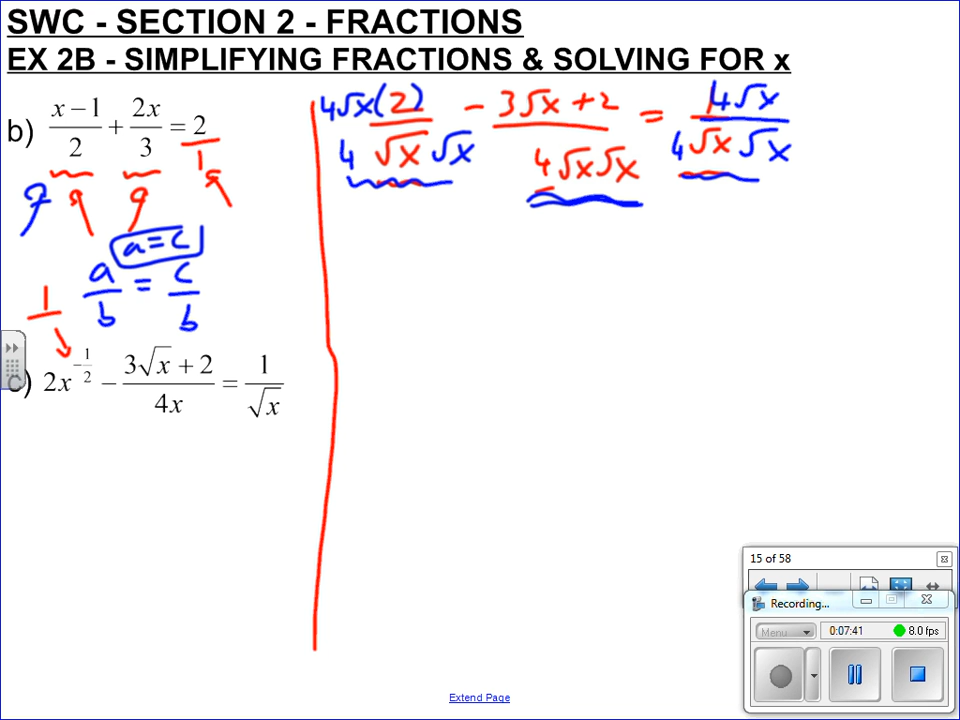 SWC - SECTION 2 - FRACTIONS
EX 2B - SIMPLIFYING FRACTIONS & SOLVING FOR x
b) (x − 1)/2 + 2x/3 = 2/1
a = c
a/b = c/b
1
c) 2x^(-1/2) − (3√x + 2)/(4x) = 1/√x
4√x(2)/(4√x√x) − (3√x + 2)/(4√x√x) = 4√x/(4√x√x)
15 of 58
Recording...
Menu
0:07:41
8.0 fps
Extend Page